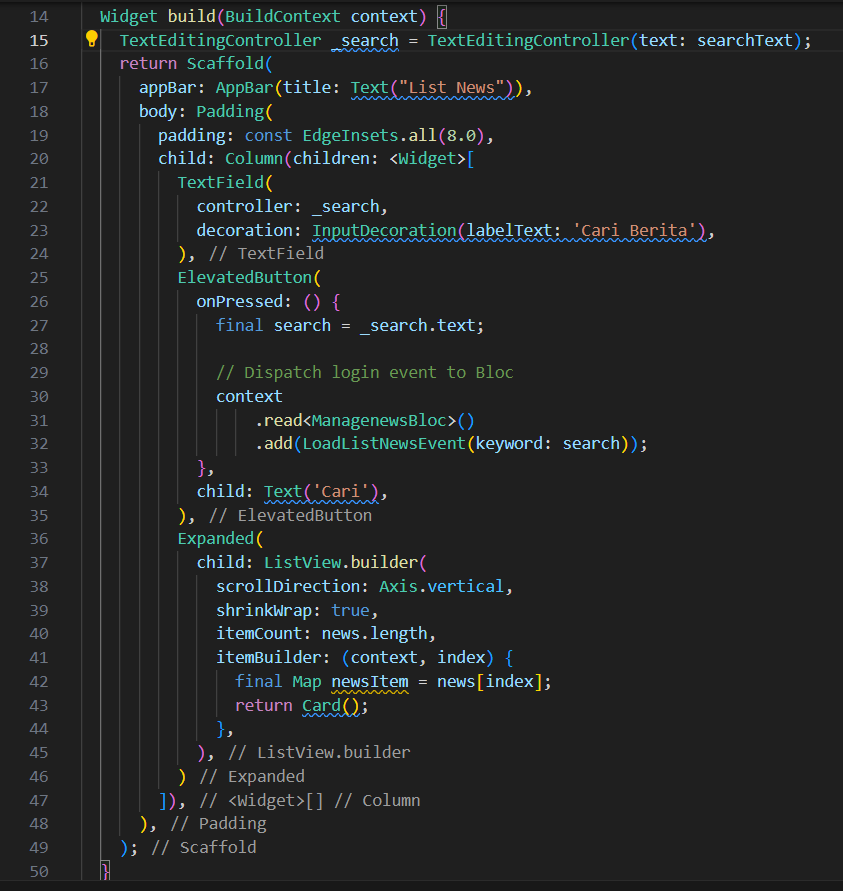 14 Widget build(BuildContext context) {
15 TextEditingController _search = TextEditingController(text: searchText);
16 return Scaffold(
17 appBar: AppBar(title: Text("List News")),
18 body: Padding(
19 padding: const EdgeInsets.all(8.0),
20 child: Column(children: <Widget>[
21 TextField(
22 controller: _search,
23 decoration: InputDecoration(labelText: 'Cari Berita'),
24 ), // TextField
25 ElevatedButton(
26 onPressed: () {
27 final search = _search.text;
28
29 // Dispatch login event to Bloc
30 context
31 .read<ManagenewsBloc>()
32 .add(LoadListNewsEvent(keyword: search));
33 },
34 child: Text('Cari'),
35 ), // ElevatedButton
36 Expanded(
37 child: ListView.builder(
38 scrollDirection: Axis.vertical,
39 shrinkWrap: true,
40 itemCount: news.length,
41 itemBuilder: (context, index) {
42 final Map newsItem = news[index];
43 return Card();
44 },
45 ), // ListView.builder
46 ) // Expanded
47 ]), // <Widget>[] // Column
48 ), // Padding
49 ); // Scaffold
50 }